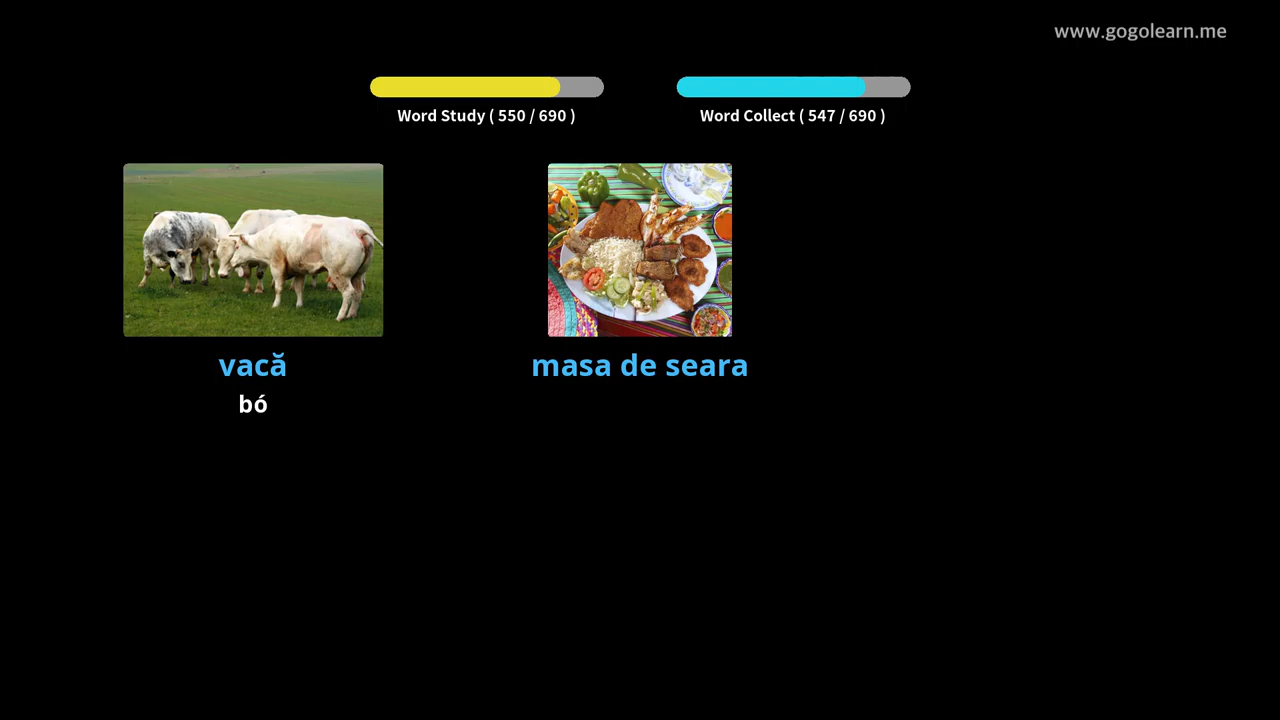 www.gogolearn.me
Word Study ( 550 / 690 )
Word Collect ( 547 / 690 )
vacă
bó
masa de seara